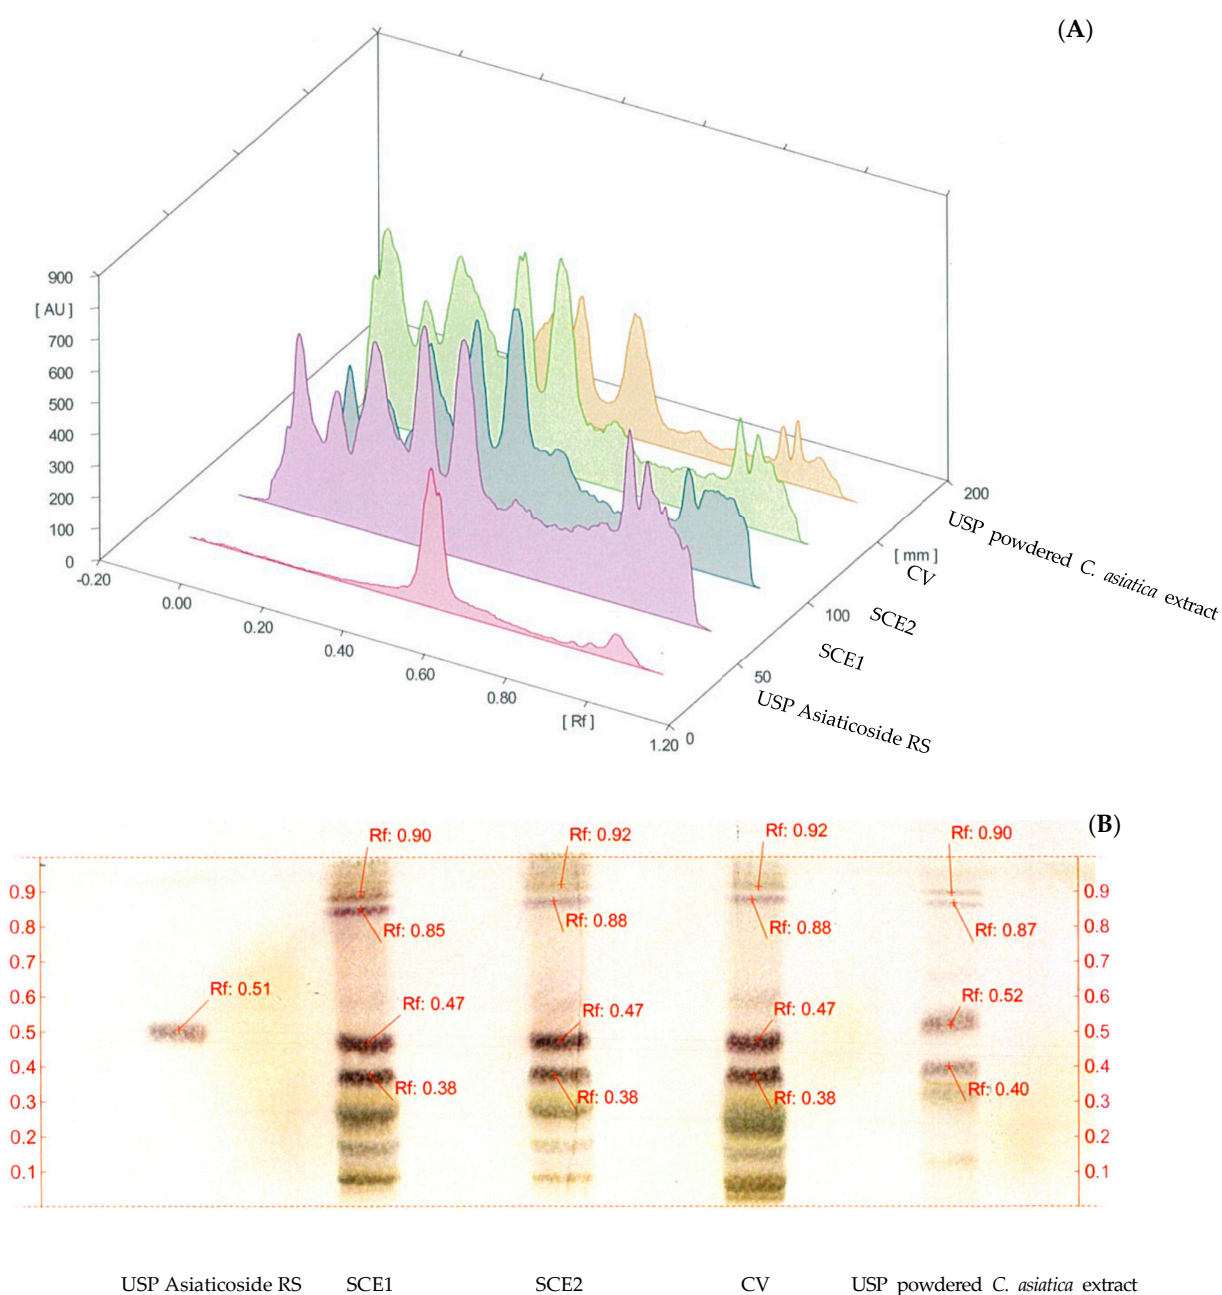 (A)
900
[ AU ]
700
600
500
400
300
200
100
0
-0.20
0.00
0.20
0.40
0.60
0.80
[ Rf ]
1.20
0
50
100
[ mm ]
200
USP powdered C. asiatica extract
CV
SCE2
SCE1
USP Asiaticoside RS
(B)
Rf: 0.90
Rf: 0.92
Rf: 0.92
Rf: 0.90
0.9
0.9
Rf: 0.85
Rf: 0.88
Rf: 0.88
Rf: 0.87
0.8
0.8
0.7
0.7
Rf: 0.51
Rf: 0.47
Rf: 0.47
Rf: 0.47
Rf: 0.52
0.6
0.6
0.5
0.5
0.4
0.4
Rf: 0.38
Rf: 0.38
Rf: 0.38
Rf: 0.40
0.3
0.3
0.2
0.2
0.1
0.1
USP Asiaticoside RS SCE1 SCE2 CV USP powdered C. asiatica extract